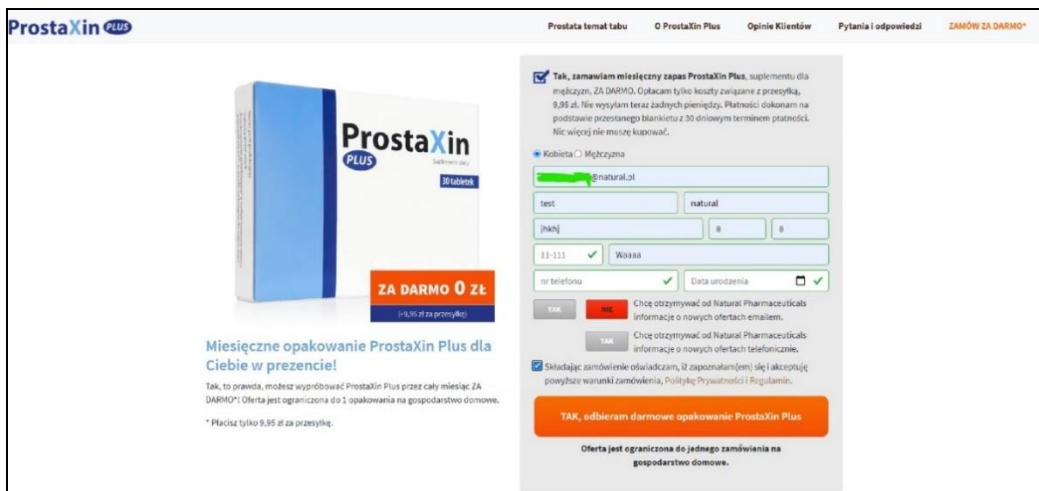 ProstaXin PLUS
Prostata temat tabu O ProstaXin Plus Opinie Klientów Pytania i odpowiedzi ZAMÓW ZA DARMO*
ProstaXin
PLUS
Suplement diety
30 tabletek
ZA DARMO 0 ZŁ
(+9,95 zł za przesyłkę)
Miesięczne opakowanie ProstaXin Plus dla
Ciebie w prezencie!
Tak, to prawda, możesz wypróbować ProstaXin Plus przez cały miesiąc ZA
DARMO*! Oferta jest ograniczona do 1 opakowania na gospodarstwo domowe.
* Płacisz tylko 9,95 zł za przesyłkę.
Tak, zamawiam miesięczny zapas ProstaXin Plus, suplementu dla
mężczyzn, ZA DARMO. Opłacam tylko koszty związane z przesyłką,
9,95 zł. Nie wysyłam teraz żadnych pieniędzy. Płatności dokonam na
podstawie przesłanego blankietu z 30 dniowym terminem płatności.
Nic więcej nie muszę kupować.
Kobieta Mężczyzna
@natural.pl
test natural
jhkhj 8 8
11-111 Waaaa
nr telefonu Data urodzenia
TAK NIE Chcę otrzymywać od Natural Pharmaceuticals
informacje o nowych ofertach emailem.
TAK Chcę otrzymywać od Natural Pharmaceuticals
informacje o nowych ofertach telefonicznie.
Składając zamówienie oświadczam, iż zapoznałam(em) się i akceptuję
powyższe warunki zamówienia, Politykę Prywatności i Regulamin.
TAK, odbieram darmowe opakowanie ProstaXin Plus
Oferta jest ograniczona do jednego zamówienia na
gospodarstwo domowe.